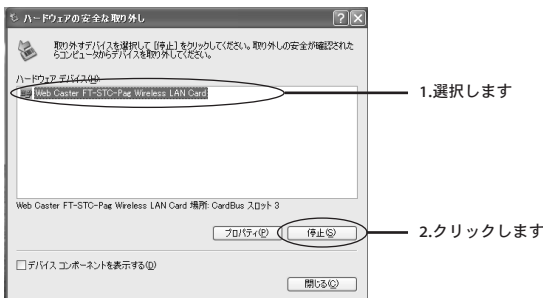 ハードウェアの安全な取り外し
取り外すデバイスを選択して [停止] をクリックしてください。取り外しの安全が確認された
らコンピュータからデバイスを取り外してください。
ハードウェア デバイス(H):
Web Caster FT-STC-Pag Wireless LAN Card
1.選択します
Web Caster FT-STC-Pag Wireless LAN Card 場所: CardBus スロット 3
プロパティ(P) 停止(S)
2.クリックします
デバイス コンポーネントを表示する(D)
閉じる(C)